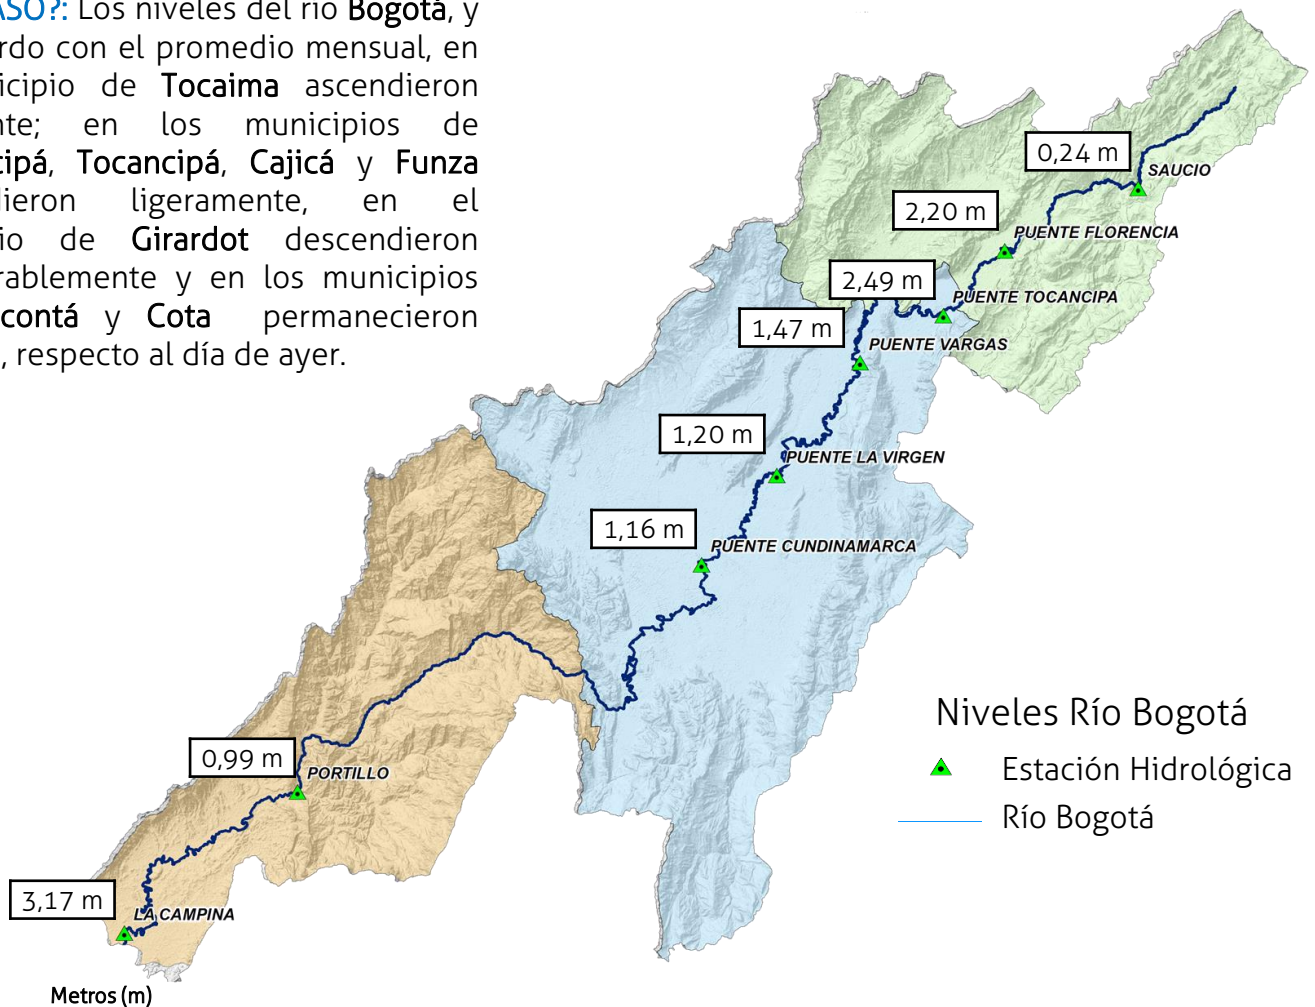 ASO?: Los niveles del río Bogotá, y
rdo con el promedio mensual, en
icipio de Tocaima ascendieron
nte; en los municipios de
cipá, Tocancipá, Cajicá y Funza
dieron ligeramente, en el
io de Girardot descendieron
rablemente y en los municipios
contá y Cota permanecieron
, respecto al día de ayer.
0,24 m
SAUCIO
2,20 m
PUENTE FLORENCIA
2,49 m
PUENTE TOCANCIPA
1,47 m
PUENTE VARGAS
1,20 m
PUENTE LA VIRGEN
1,16 m
PUENTE CUNDINAMARCA
0,99 m
PORTILLO
3,17 m
LA CAMPINA
Metros (m)
Niveles Río Bogotá
Estación Hidrológica
Río Bogotá